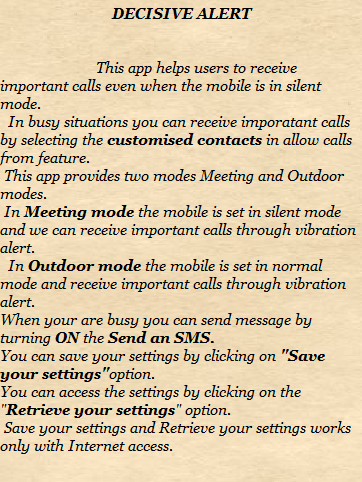 DECISIVE ALERT
This app helps users to receive
important calls even when the mobile is in silent
mode.
In busy situations you can receive imporatant calls
by selecting the customised contacts in allow calls
from feature.
This app provides two modes Meeting and Outdoor
modes.
In Meeting mode the mobile is set in silent mode
and we can receive important calls through vibration
alert.
In Outdoor mode the mobile is set in normal
mode and receive important calls through vibration
alert.
When your are busy you can send message by
turning ON the Send an SMS.
You can save your settings by clicking on "Save
your settings"option.
You can access the settings by clicking on the
"Retrieve your settings" option.
Save your settings and Retrieve your settings works
only with Internet access.